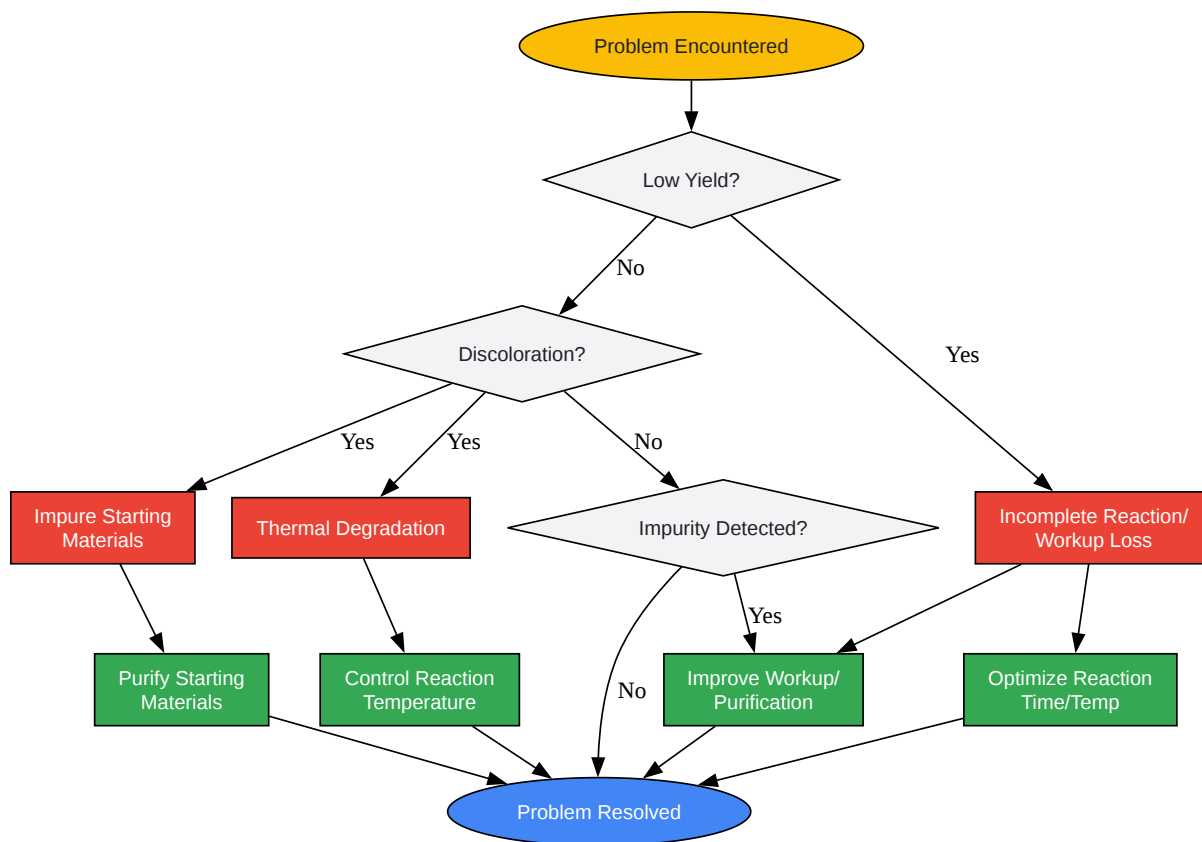 Problem Encountered
Low Yield?
No
Yes
Discoloration?
Yes
Yes
No
Impure Starting
Materials
Thermal Degradation
Impurity Detected?
Incomplete Reaction/
Workup Loss
Yes
No
Purify Starting
Materials
Control Reaction
Temperature
Improve Workup/
Purification
Optimize Reaction
Time/Temp
Problem Resolved